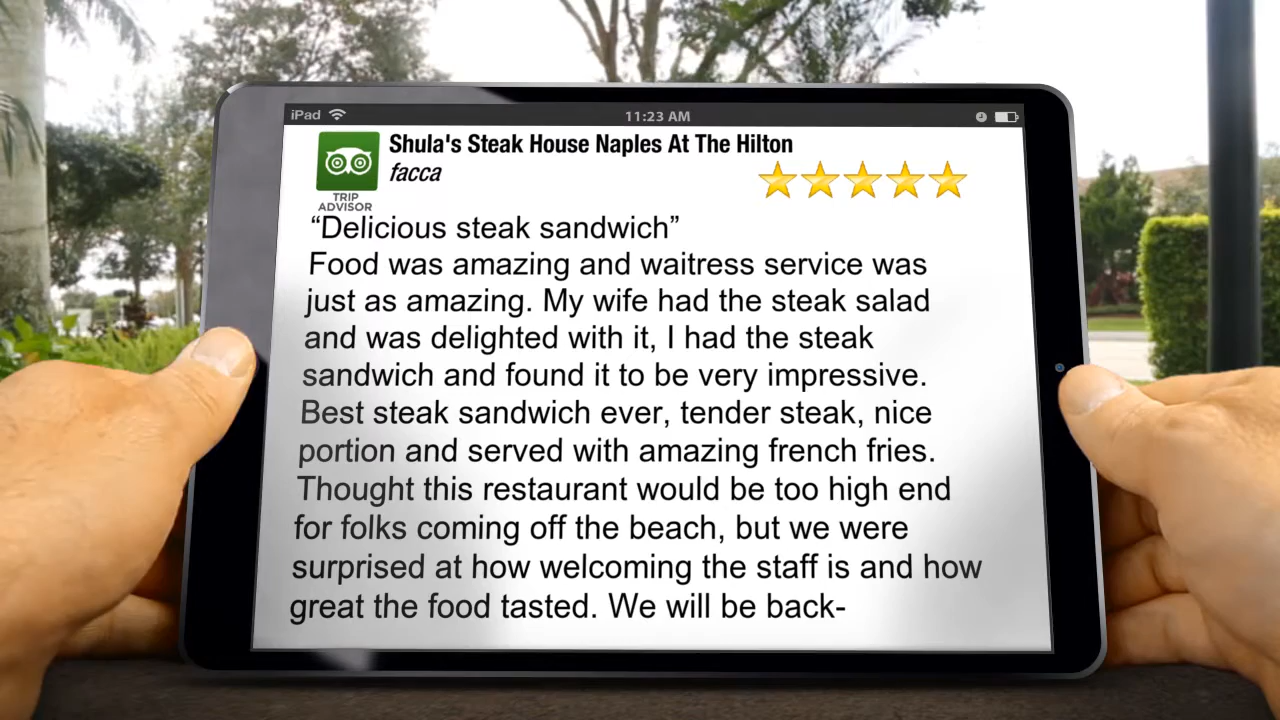 iPad 11:23 AM
Shula's Steak House Naples At The Hilton
facca
TRIP
ADVISOR
“Delicious steak sandwich”
Food was amazing and waitress service was
just as amazing. My wife had the steak salad
and was delighted with it, I had the steak
sandwich and found it to be very impressive.
Best steak sandwich ever, tender steak, nice
portion and served with amazing french fries.
Thought this restaurant would be too high end
for folks coming off the beach, but we were
surprised at how welcoming the staff is and how
great the food tasted. We will be back-